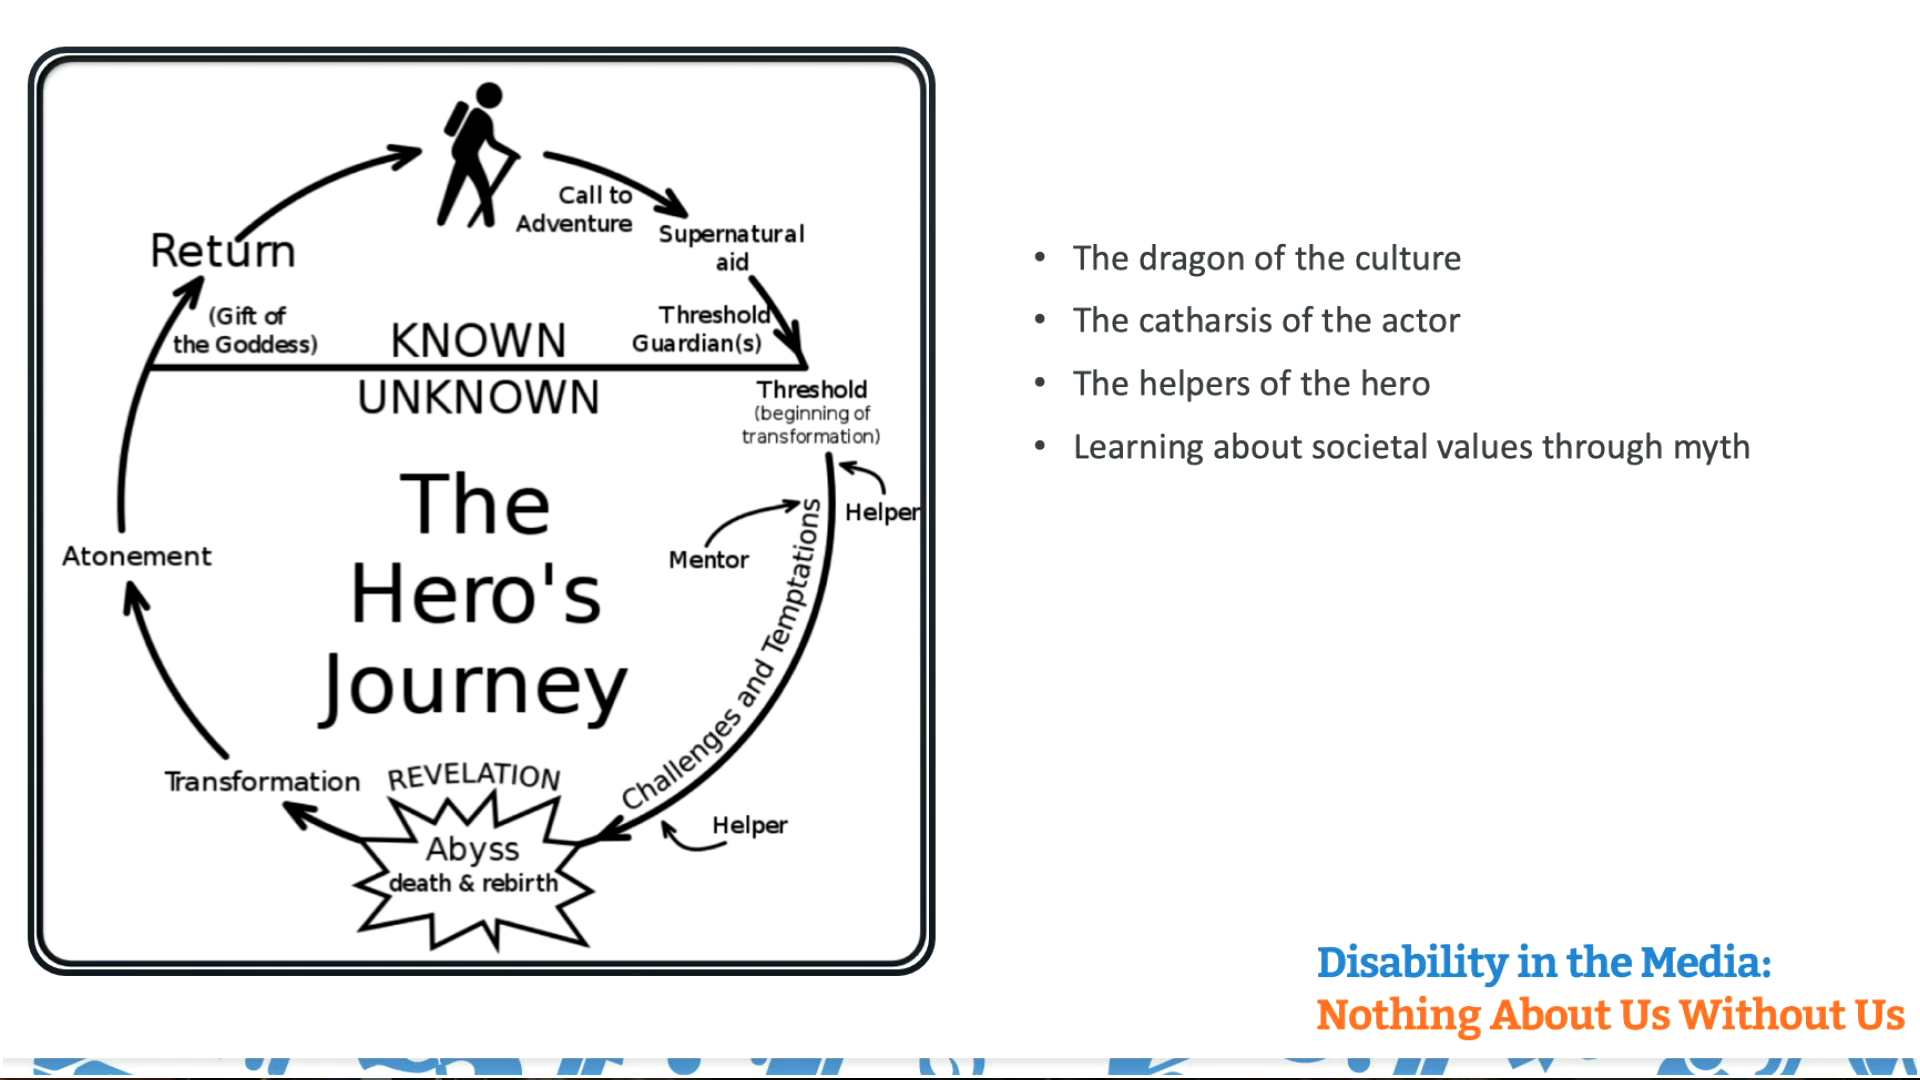 Call to
Adventure
Supernatural
aid
Return
(Gift of
the Goddess)
KNOWN
Threshold
Guardian(s)
UNKNOWN
Threshold
(beginning of
transformation)
Helper
Mentor
Challenges and Temptations
The
Hero's
Journey
Atonement
Transformation
REVELATION
Abyss
death & rebirth
Helper
• The dragon of the culture
• The catharsis of the actor
• The helpers of the hero
• Learning about societal values through myth
Disability in the Media:
Nothing About Us Without Us